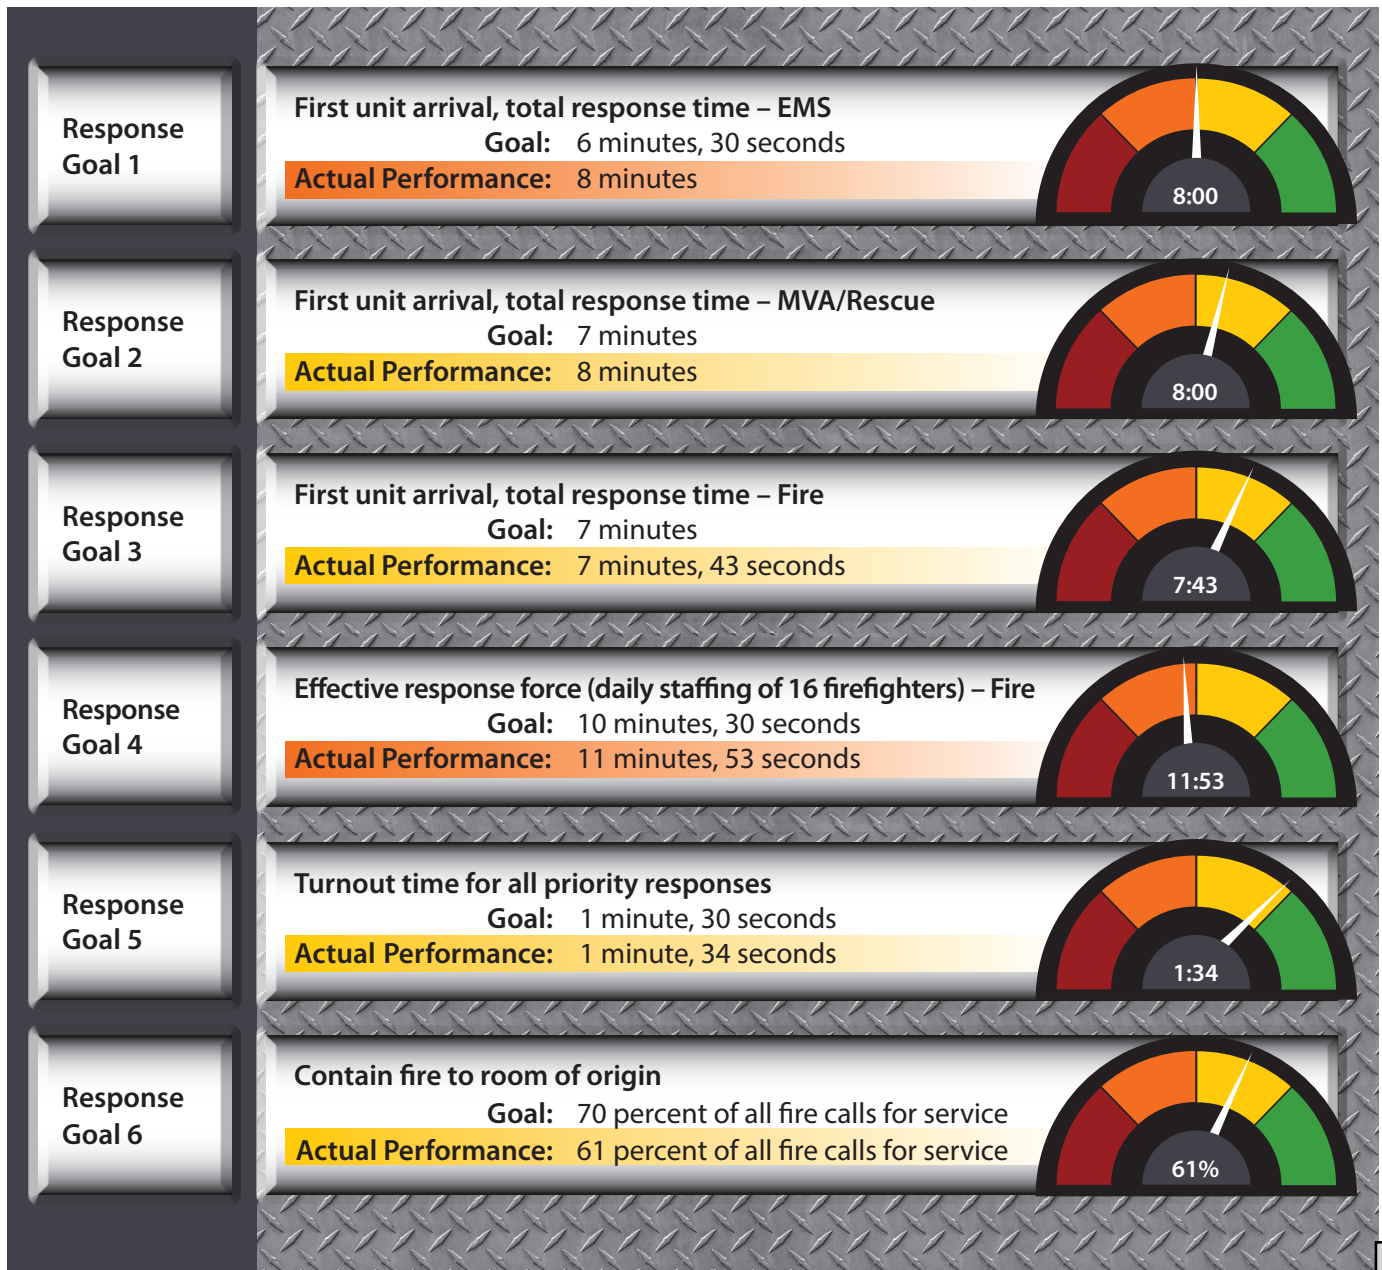 Response
Goal 1
First unit arrival, total response time – EMS
Goal: 6 minutes, 30 seconds
Actual Performance: 8 minutes
8:00
Response
Goal 2
First unit arrival, total response time – MVA/Rescue
Goal: 7 minutes
Actual Performance: 8 minutes
8:00
Response
Goal 3
First unit arrival, total response time – Fire
Goal: 7 minutes
Actual Performance: 7 minutes, 43 seconds
7:43
Response
Goal 4
Effective response force (daily staffing of 16 firefighters) – Fire
Goal: 10 minutes, 30 seconds
Actual Performance: 11 minutes, 53 seconds
11:53
Response
Goal 5
Turnout time for all priority responses
Goal: 1 minute, 30 seconds
Actual Performance: 1 minute, 34 seconds
1:34
Response
Goal 6
Contain fire to room of origin
Goal: 70 percent of all fire calls for service
Actual Performance: 61 percent of all fire calls for service
61%